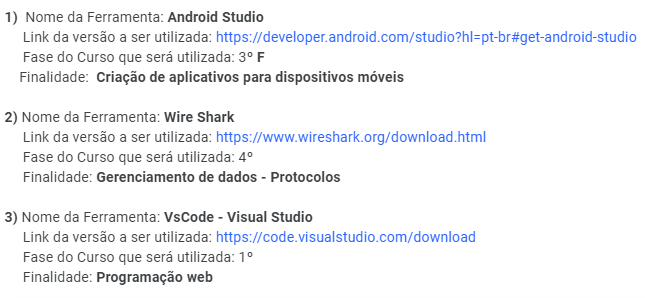 1) Nome da Ferramenta: Android Studio
Link da versão a ser utilizada: https://developer.android.com/studio?hl=pt-br#get-android-studio
Fase do Curso que será utilizada: 3º F
Finalidade: Criação de aplicativos para dispositivos móveis
2) Nome da Ferramenta: Wire Shark
Link da versão a ser utilizada: https://www.wireshark.org/download.html
Fase do Curso que será utilizada: 4º
Finalidade: Gerenciamento de dados - Protocolos
3) Nome da Ferramenta: VsCode - Visual Studio
Link da versão a ser utilizada: https://code.visualstudio.com/download
Fase do Curso que será utilizada: 1º
Finalidade: Programação web